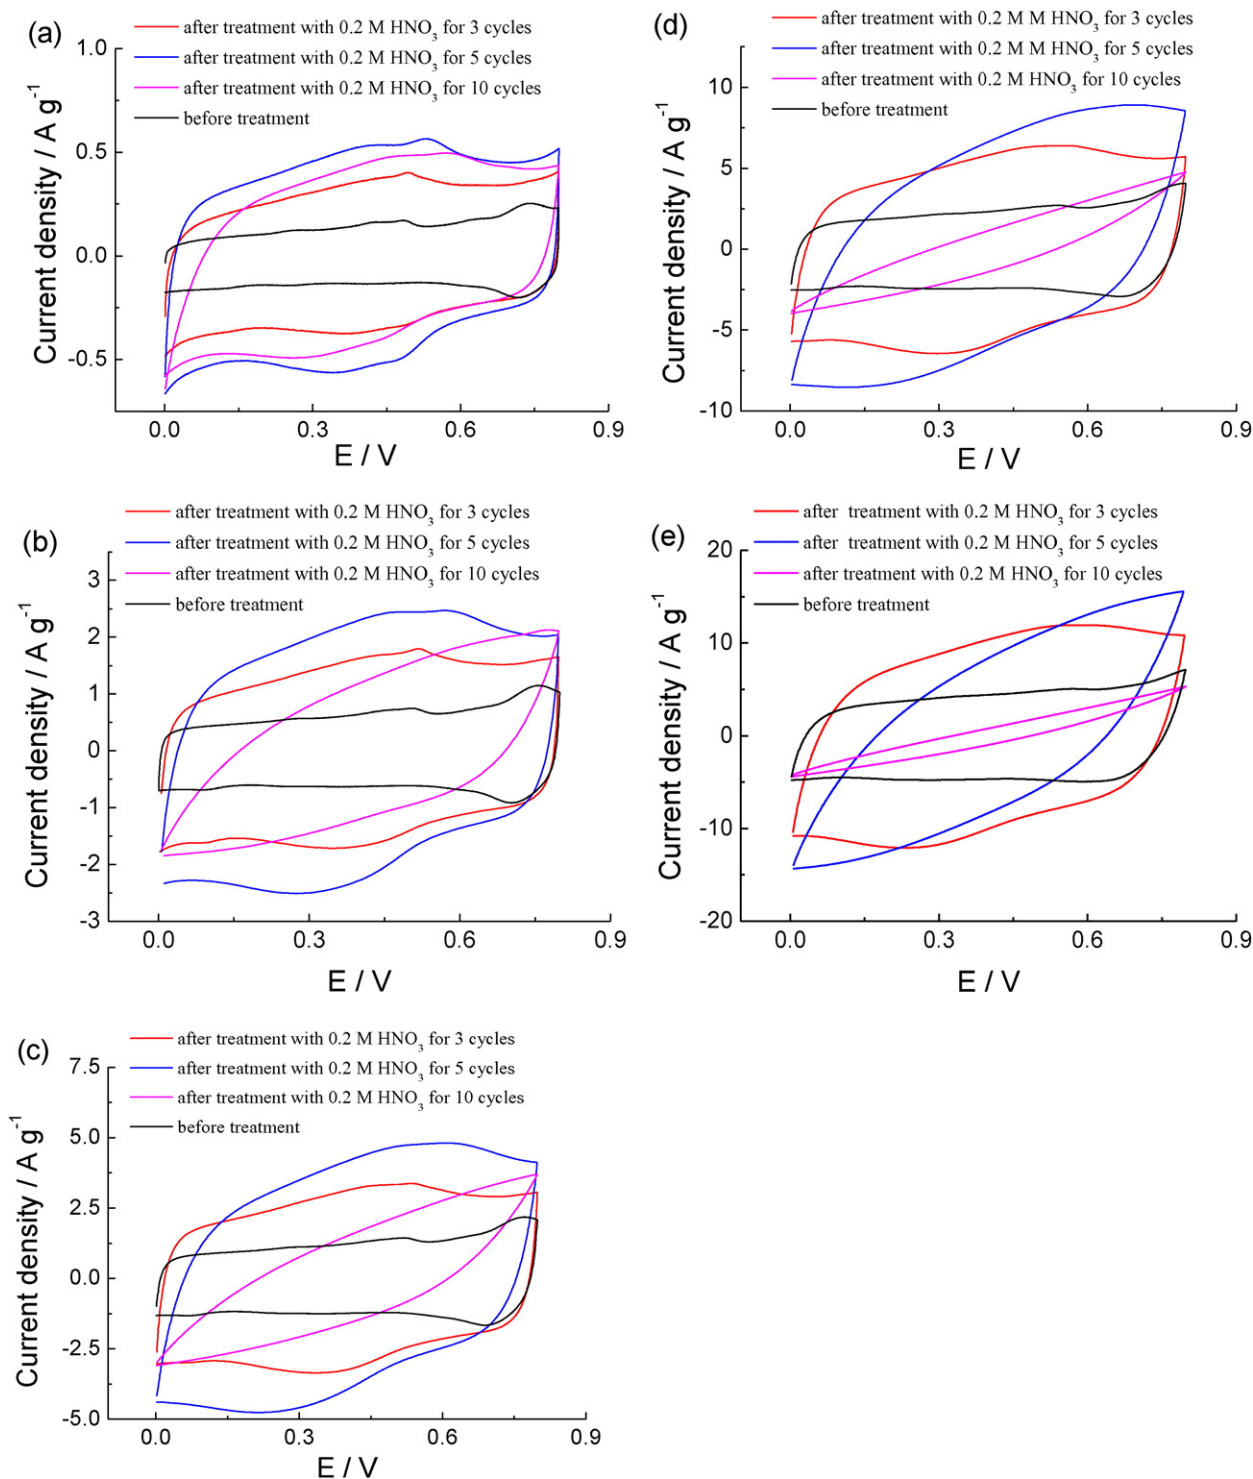 (a)
after treatment with 0.2 M HNO3 for 3 cycles
after treatment with 0.2 M HNO3 for 5 cycles
after treatment with 0.2 M HNO3 for 10 cycles
before treatment
Current density / A g-1
1.0
0.5
0.0
-0.5
0.0 0.3 0.6 0.9
E / V
(d)
after treatment with 0.2 M M HNO3 for 3 cycles
after treatment with 0.2 M M HNO3 for 5 cycles
after treatment with 0.2 M HNO3 for 10 cycles
before treatment
Current density / A g-1
10
5
0
-5
-10
0.0 0.3 0.6 0.9
E / V
(b)
after treatment with 0.2 M HNO3 for 3 cycles
after treatment with 0.2 M HNO3 for 5 cycles
after treatment with 0.2 M HNO3 for 10 cycles
before treatment
Current density / A g-1
3
2
1
0
-1
-2
-3
0.0 0.3 0.6 0.9
E / V
(e)
after treatment with 0.2 M HNO3 for 3 cycles
after treatment with 0.2 M HNO3 for 5 cycles
after treatment with 0.2 M HNO3 for 10 cycles
before treatment
Current density / A g-1
20
10
0
-10
-20
0.0 0.3 0.6 0.9
E / V
(c)
after treatment with 0.2 M HNO3 for 3 cycles
after treatment with 0.2 M HNO3 for 5 cycles
after treatment with 0.2 M HNO3 for 10 cycles
before treatment
Current density / A g-1
7.5
5.0
2.5
0.0
-2.5
-5.0
0.0 0.3 0.6 0.9
E / V